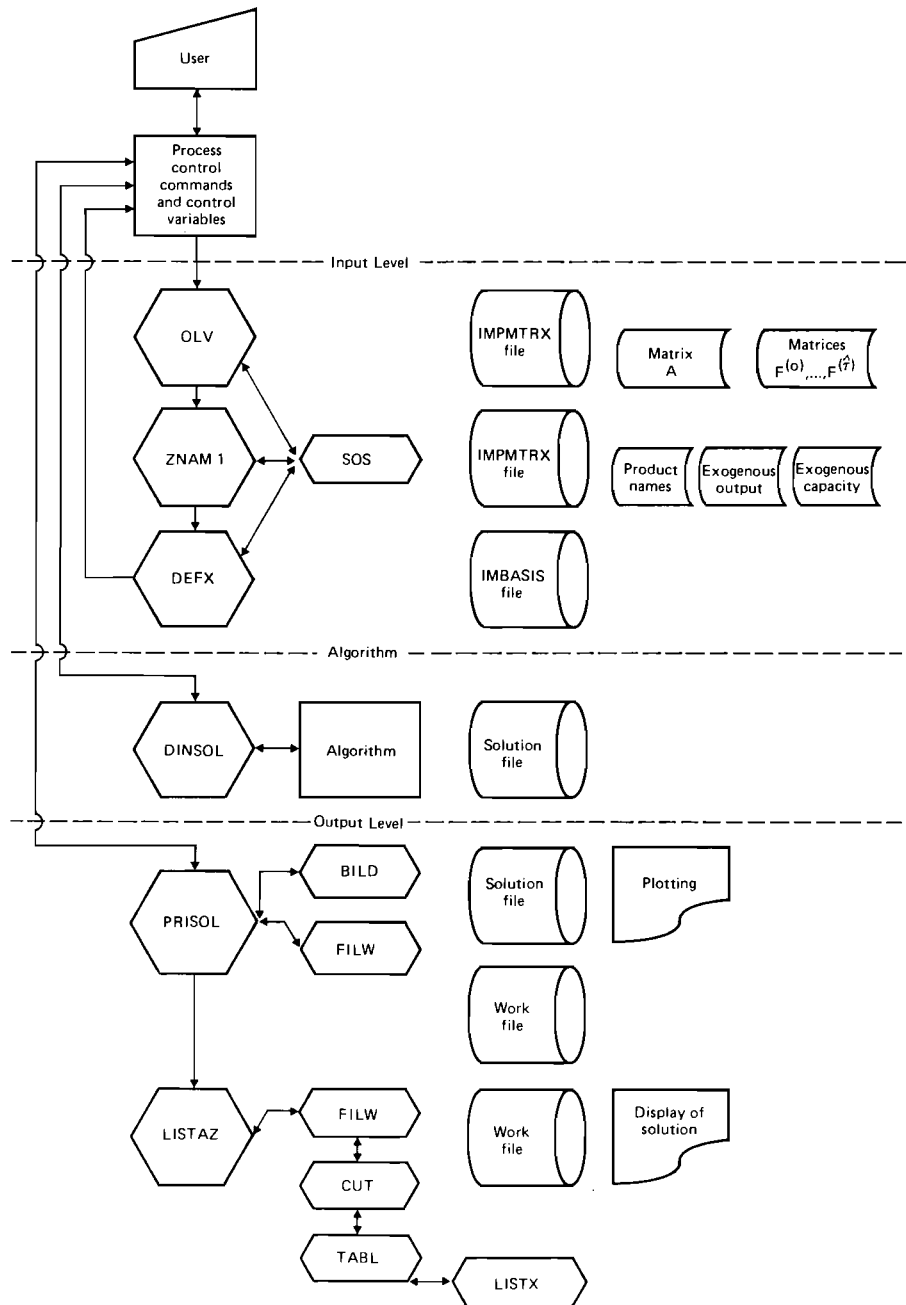 User
Process
control
commands
and control
variables
Input Level
OLV
IMPMTRX
file
Matrix
A
Matrices
F(o),...,F(τ̂)
ZNAM 1
SOS
IMPMTRX
file
Product
names
Exogenous
output
Exogenous
capacity
DEFX
IMBASIS
file
Algorithm
DINSOL
Algorithm
Solution
file
Output Level
BILD
PRISOL
FILW
Solution
file
Plotting
Work
file
LISTAZ
FILW
Work
file
Display of
solution
CUT
TABL
LISTX